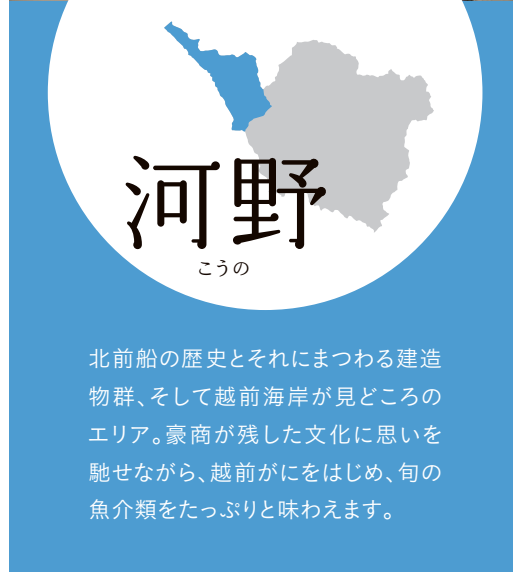 河野
こうの
北前船の歴史とそれにまつわる建造
物群、そして越前海岸が見どころの
エリア。豪商が残した文化に思いを
馳せながら、越前がにをはじめ、旬の
魚介類をたっぷりと味わえます。